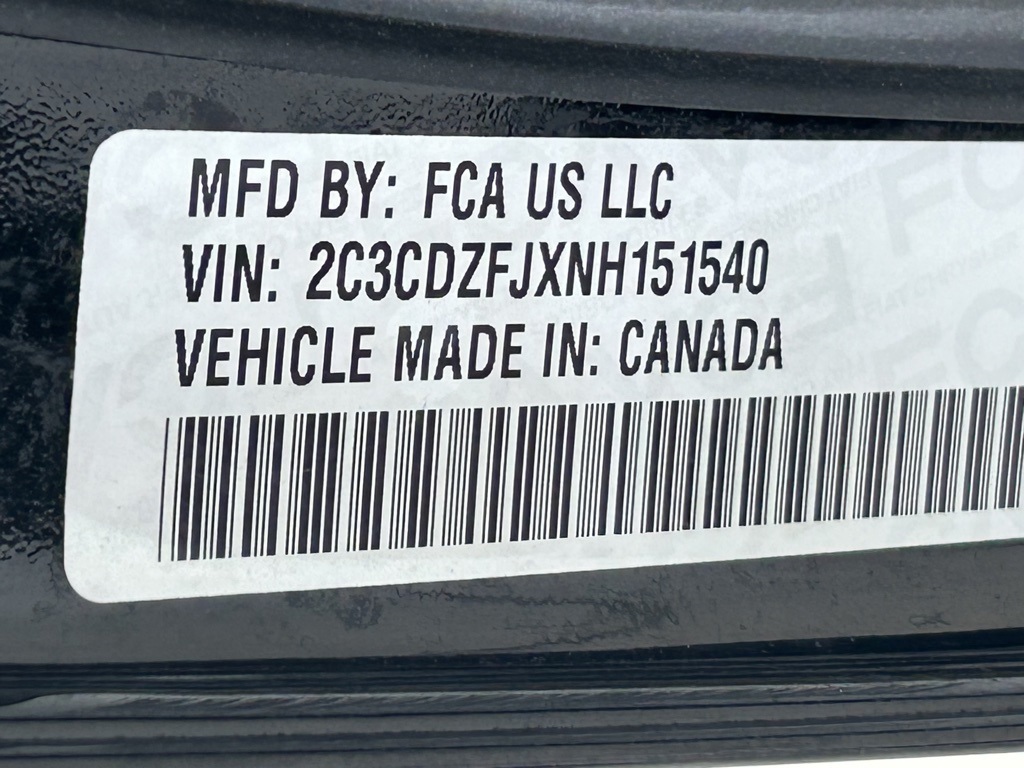 MFD BY: FCA US LLC
VIN: 2C3CDZFJXNH151540
VEHICLE MADE IN: CANADA